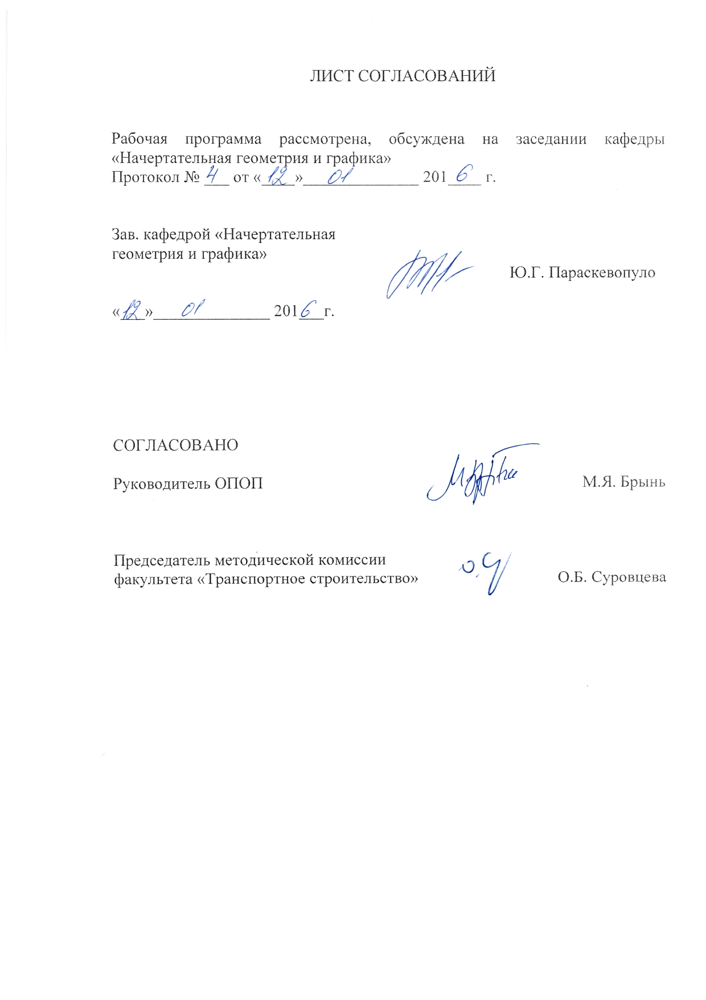 ЛИСТ СОГЛАСОВАНИЙ
Рабочая программа рассмотрена, обсуждена на заседании кафедры
«Начертательная геометрия и графика»
Протокол № 4 от «12» 01 2016 г.
Зав. кафедрой «Начертательная
геометрия и графика»
Ю.Г. Параскевопуло
«12» 01 2016 г.
СОГЛАСОВАНО
Руководитель ОПОП М.Я. Брынь
Председатель методической комиссии
факультета «Транспортное строительство» О.Б. Суровцева